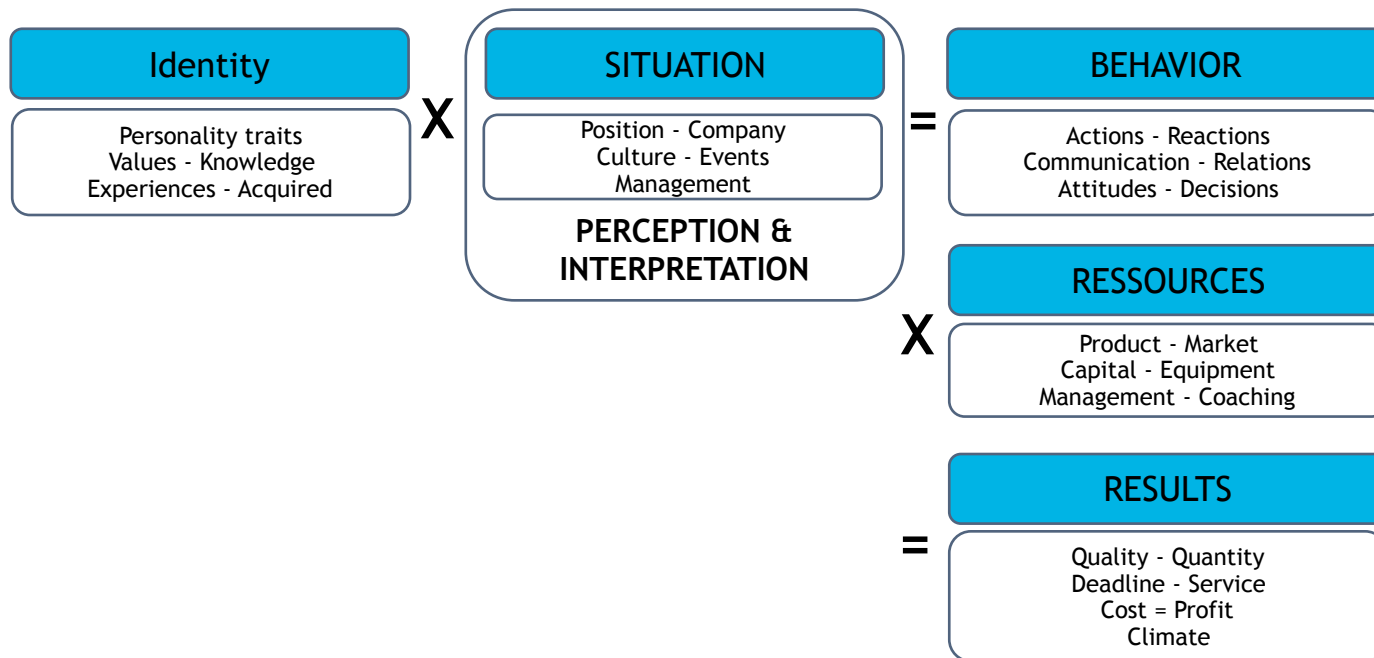 Identity
Personality traits
Values - Knowledge
Experiences - Acquired
X
SITUATION
Position - Company
Culture - Events
Management
PERCEPTION &
INTERPRETATION
=
BEHAVIOR
Actions - Reactions
Communication - Relations
Attitudes - Decisions
X
RESSOURCES
Product - Market
Capital - Equipment
Management - Coaching
=
RESULTS
Quality - Quantity
Deadline - Service
Cost = Profit
Climate